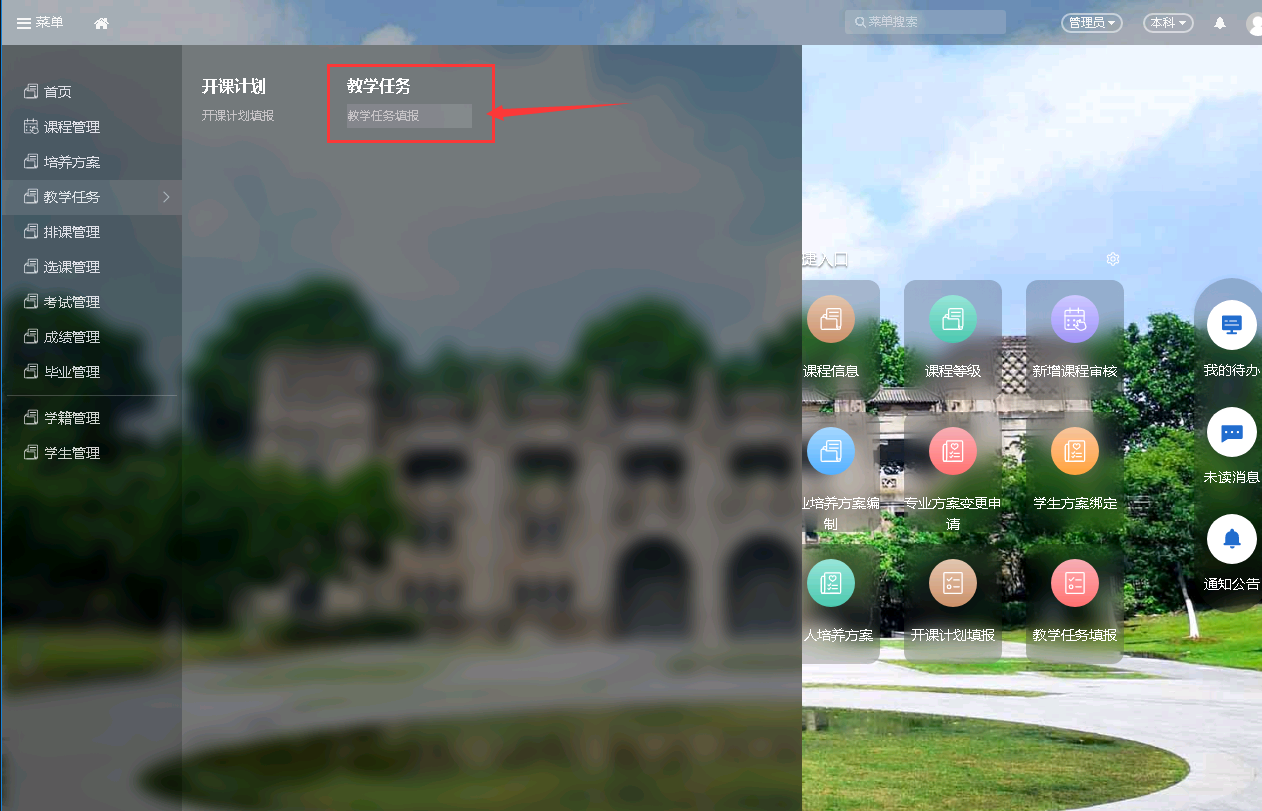 菜单
菜单搜索
管理员
本科
首页
课程管理
培养方案
教学任务
排课管理
选课管理
考试管理
成绩管理
毕业管理
学籍管理
学生管理
开课计划
开课计划填报
教学任务
教学任务填报
捷入口
课程信息
课程等级
新增课程审核
业培养方案编
制
专业方案变更申
请
学生方案绑定
人培养方案
开课计划填报
教学任务填报
我的待办
未读消息
通知公告